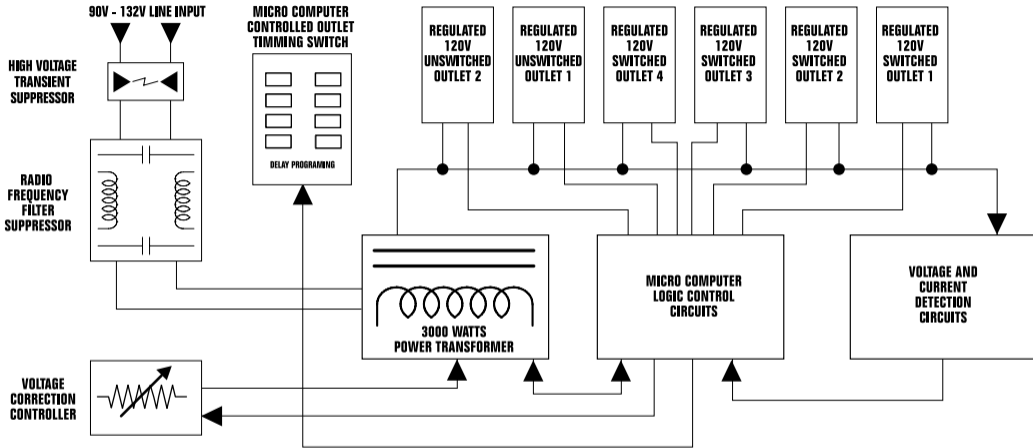 90V - 132V LINE INPUT
HIGH VOLTAGE
TRANSIENT
SUPPRESSOR
RADIO
FREQUENCY
FILTER
SUPPRESSOR
MICRO COMPUTER
CONTROLLED OUTLET
TIMMING SWITCH
DELAY PROGRAMING
REGULATED
120V
UNSWITCHED
OUTLET 2
REGULATED
120V
UNSWITCHED
OUTLET 1
REGULATED
120V
SWITCHED
OUTLET 4
REGULATED
120V
SWITCHED
OUTLET 3
REGULATED
120V
SWITCHED
OUTLET 2
REGULATED
120V
SWITCHED
OUTLET 1
3000 WATTS
POWER TRANSFORMER
MICRO COMPUTER
LOGIC CONTROL
CIRCUITS
VOLTAGE AND
CURRENT
DETECTION
CIRCUITS
VOLTAGE
CORRECTION
CONTROLLER